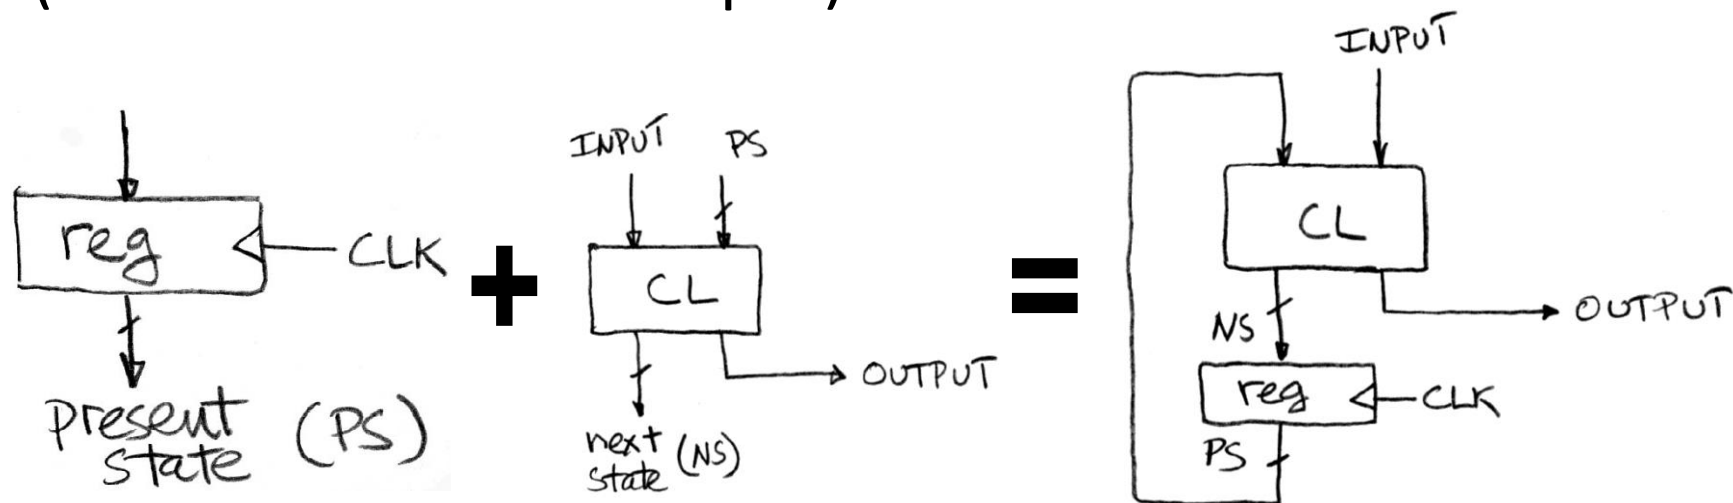 reg
CLK
present
state (PS)
+
INPUT PS
CL
OUTPUT
next
state (NS)
=
INPUT
CL
NS
OUTPUT
reg
CLK
PS